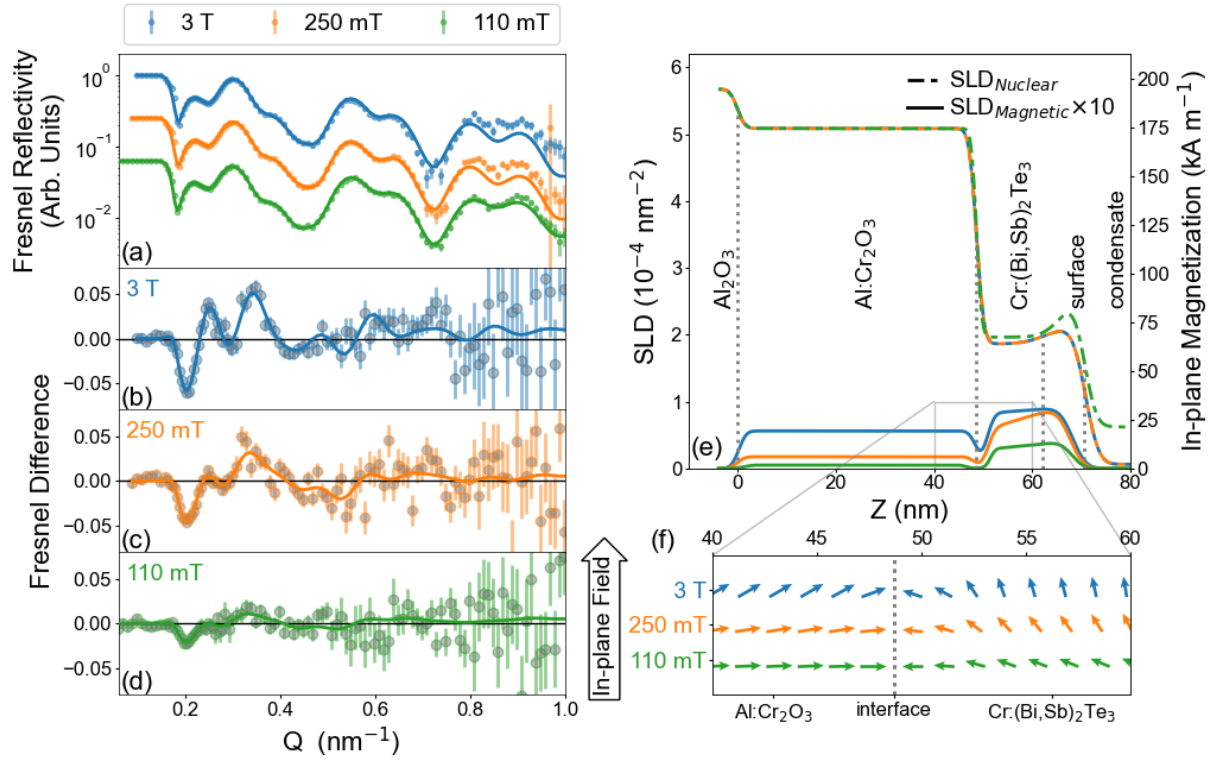 3 T 250 mT 110 mT
Fresnel Reflectivity
(Arb. Units)
10⁰
10⁻¹
10⁻²
(a)
Fresnel Difference
0.05
0.00
−0.05
3 T
(b)
0.05
0.00
−0.05
250 mT
(c)
0.05
0.00
−0.05
110 mT
(d)
0.2 0.4 0.6 0.8 1.0
Q (nm⁻¹)
In-plane Field
SLD (10⁻⁴ nm⁻²)
6
5
4
3
2
1
0
SLD_Nuclear
SLD_Magnetic×10
Al₂O₃
Al:Cr₂O₃
Cr:(Bi,Sb)₂Te₃
surface
condensate
(e)
200
175
150
125
100
75
50
25
0
In-plane Magnetization (kA m⁻¹)
0 20 40 60 80
Z (nm)
(f)
40 45 50 55 60
3 T
250 mT
110 mT
Al:Cr₂O₃ interface Cr:(Bi,Sb)₂Te₃